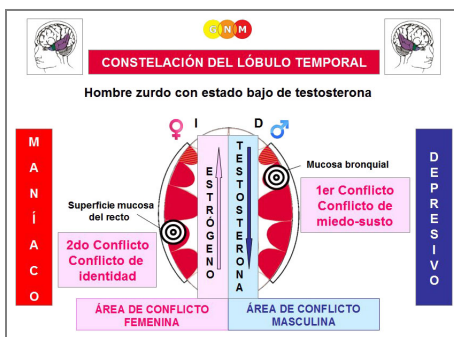 GNM
CONSTELACIÓN DEL LÓBULO TEMPORAL
Hombre zurdo con estado bajo de testosterona
MANÍACO
I D
ESTRÓGENO
TESTOSTERONA
Mucosa bronquial
1er Conflicto
Conflicto de
miedo-susto
Superficie mucosa
del recto
2do Conflicto
Conflicto de
identidad
DEPRESIVO
ÁREA DE CONFLICTO
FEMENINA
ÁREA DE CONFLICTO
MASCULINA